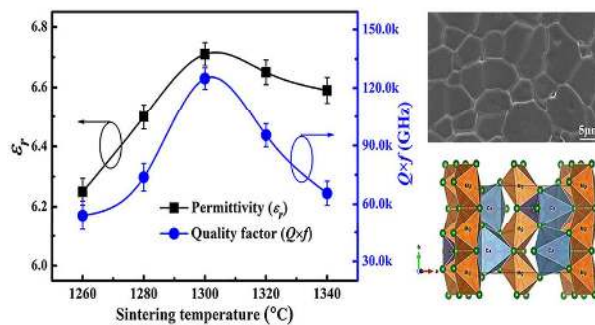 6.8
6.6
6.4
6.2
6.0
εr
1260 1280 1300 1320 1340
Sintering temperature (°C)
150.0k
120.0k
90.0k
60.0k
30.0k
Q×f (GHz)
Permittivity (εr)
Quality factor (Q×f)
5μm